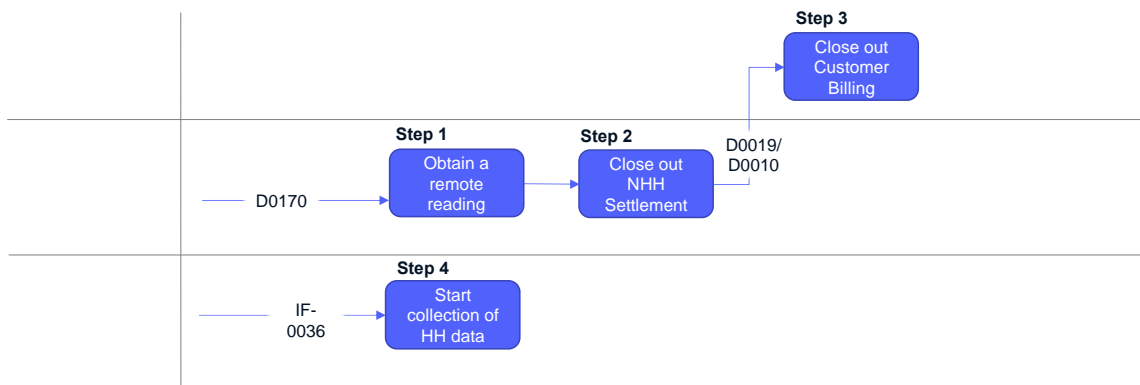 Step 3
Close out
Customer
Billing
Step 1
Obtain a
remote
reading
Step 2
Close out
NHH
Settlement
D0019/
D0010
D0170
Step 4
Start
collection of
HH data
IF-
0036